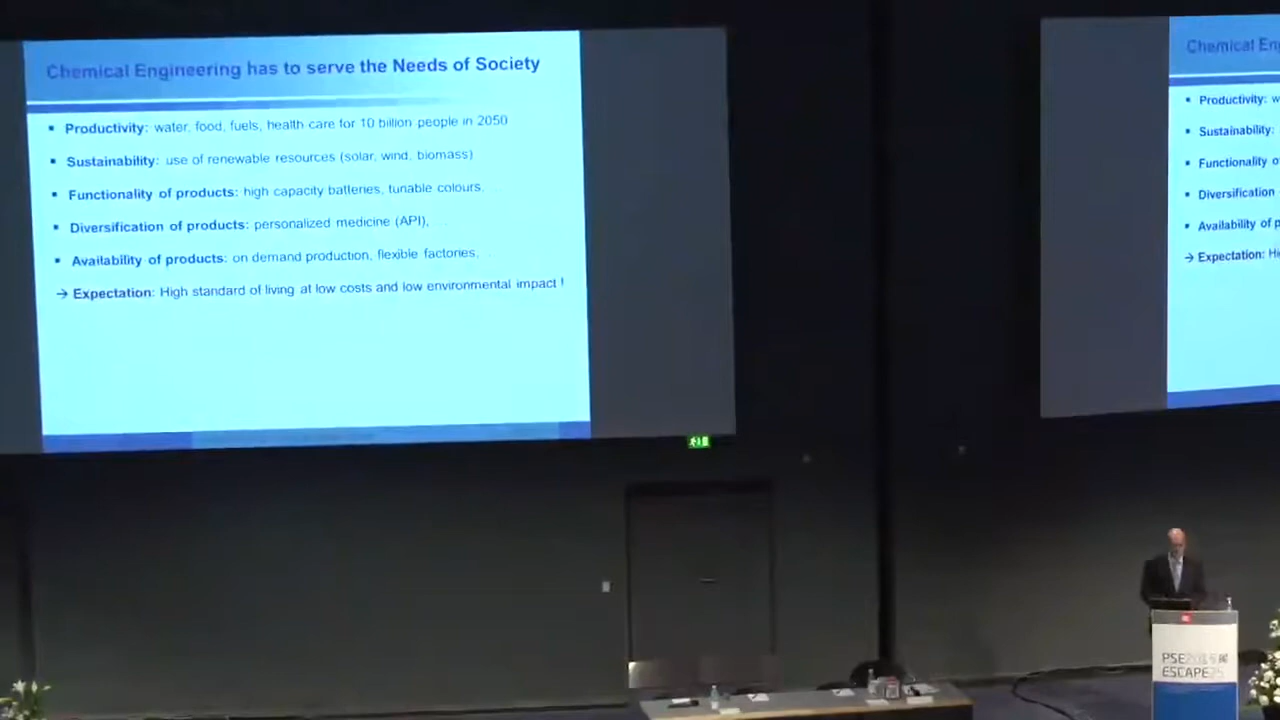 Chemical Engineering has to serve the Needs of Society
▪ Productivity: water, food, fuels, health care for 10 billion people in 2050
▪ Sustainability: use of renewable resources (solar, wind, biomass)
▪ Functionality of products: high capacity batteries, tunable colours, ...
▪ Diversification of products: personalized medicine (API), ...
▪ Availability of products: on demand production, flexible factories, ...
→ Expectation: High standard of living at low costs and low environmental impact !
Chemical En
▪ Productivity: w
▪ Sustainability:
▪ Functionality o
▪ Diversification
▪ Availability of p
→ Expectation: Hi
PSE2015
ESCAPE25